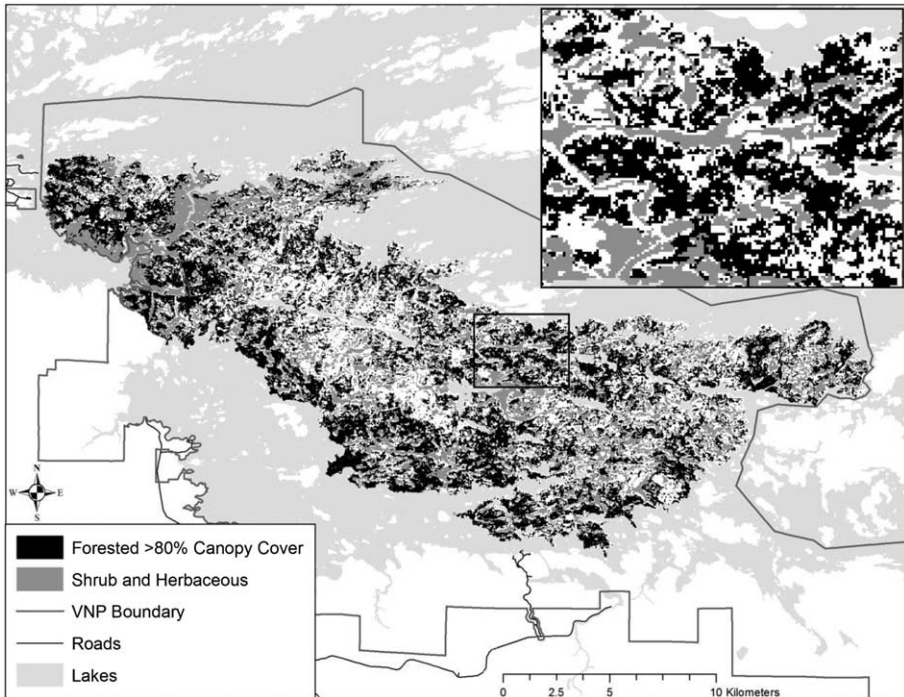 N
W E
S
Forested >80% Canopy Cover
Shrub and Herbaceous
VNP Boundary
Roads
Lakes
0 2.5 5 10 Kilometers